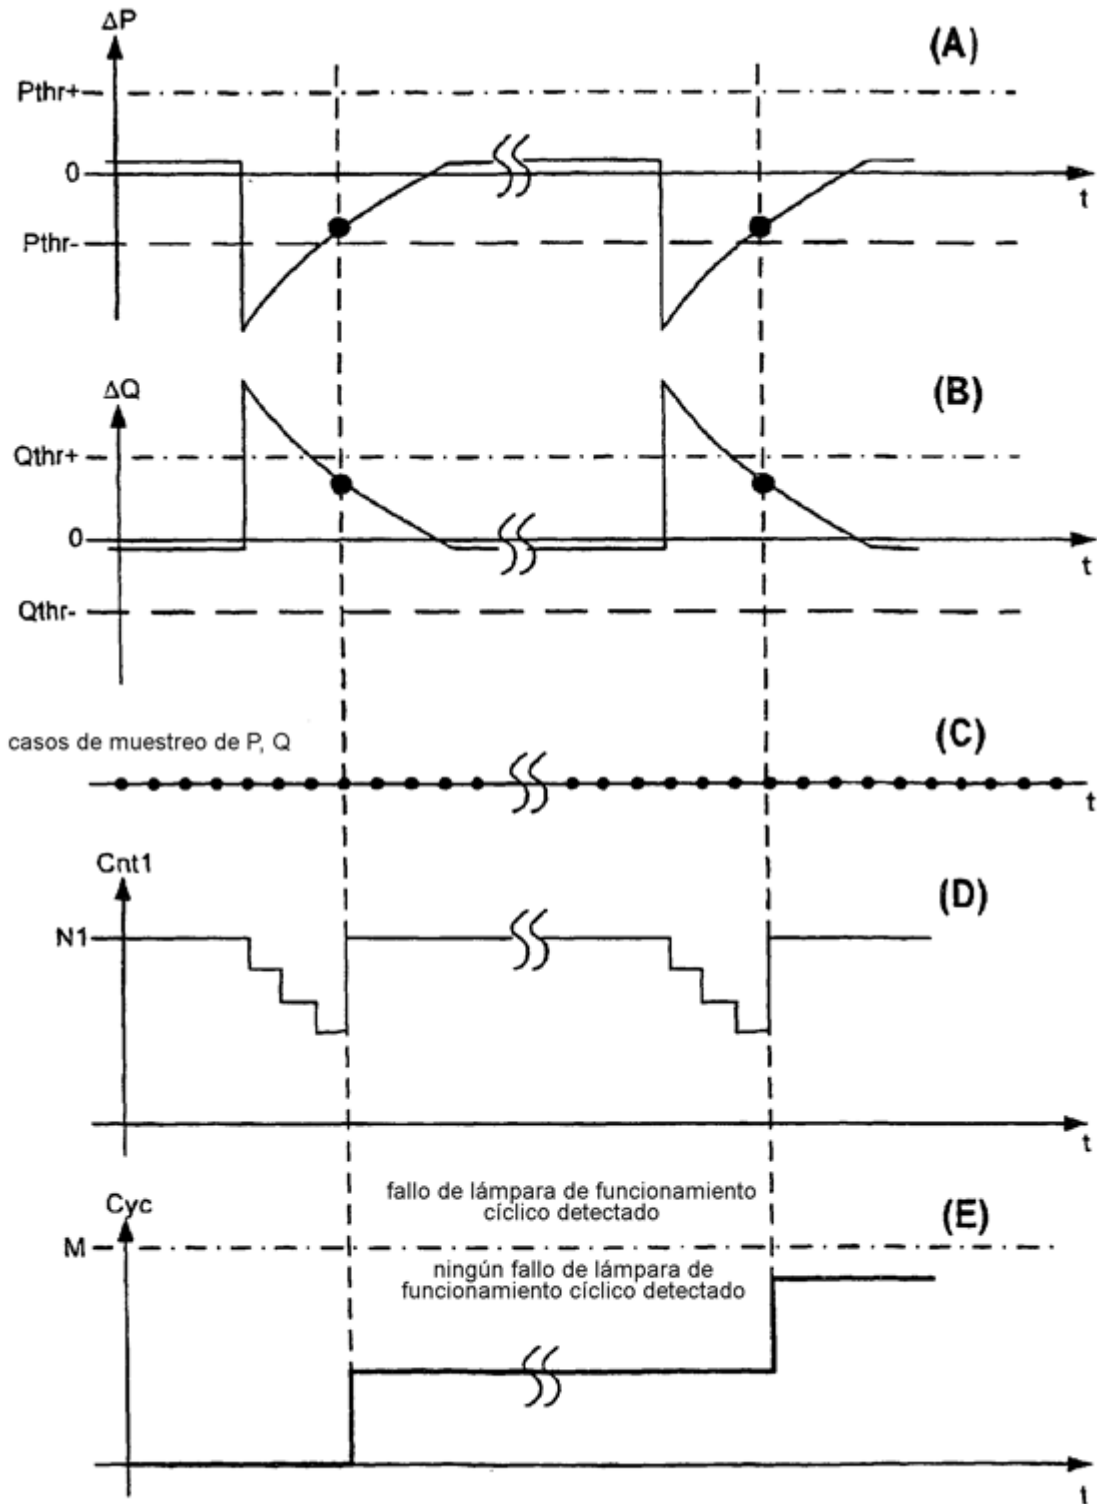 ΔP
(A)
Pthr+
0
t
Pthr-
ΔQ
(B)
Qthr+
0
t
Qthr-
casos de muestreo de P, Q
(C)
t
Cnt1
(D)
N1
t
Cyc
fallo de lámpara de funcionamiento
cíclico detectado
(E)
M
ningún fallo de lámpara de
funcionamiento cíclico detectado
t